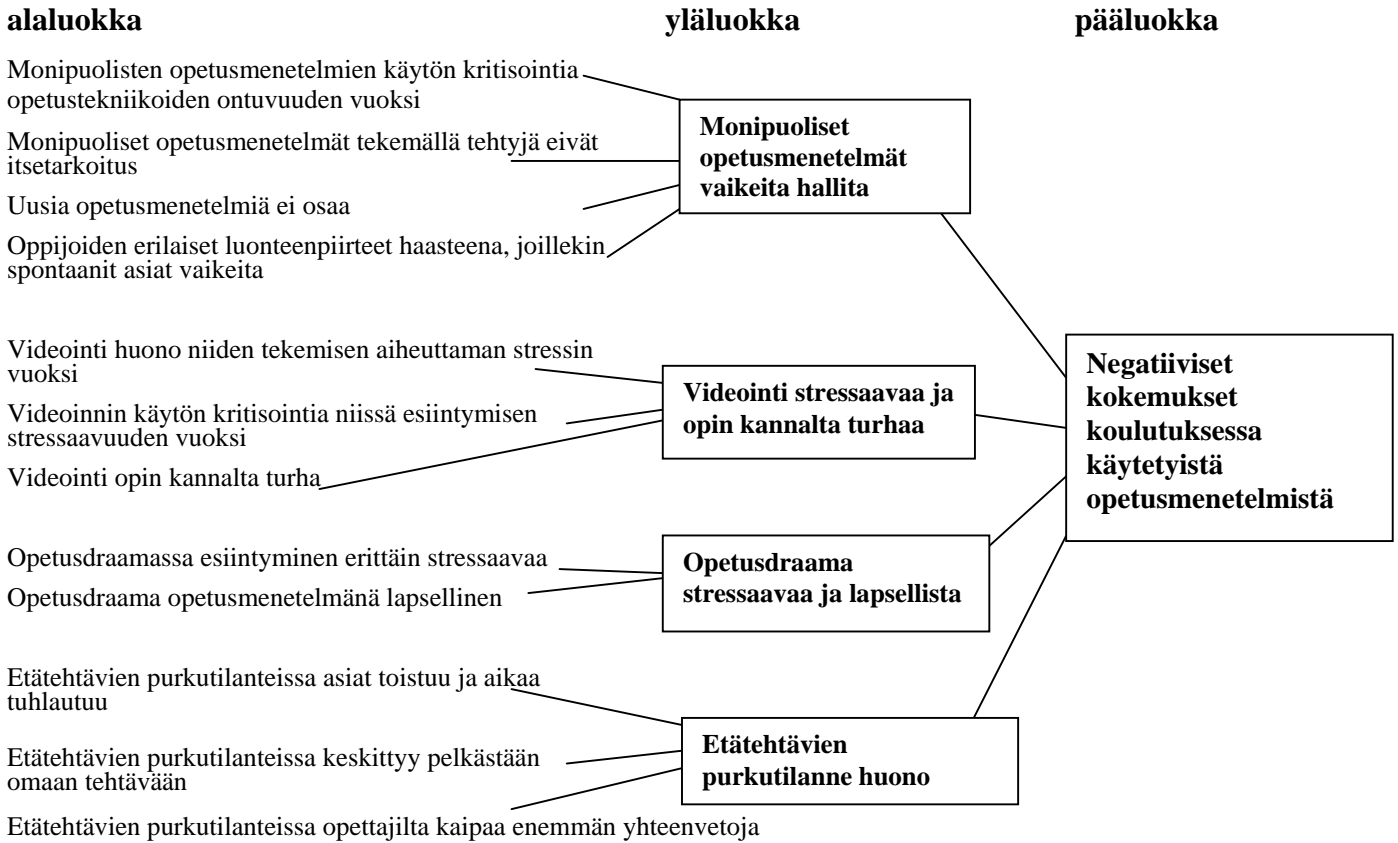 alaluokka yläluokka pääluokka
Monipuolisten opetusmenetelmien käytön kritisointia
opetustekniikoiden ontuvuuden vuoksi
Monipuoliset opetusmenetelmät tekemällä tehtyjä eivät
itsetarkoitus
Uusia opetusmenetelmiä ei osaa
Oppijoiden erilaiset luonteenpiirteet haasteena, joillekin
spontaanit asiat vaikeita
Monipuoliset
opetusmenetelmät
vaikeita hallita
Videointi huono niiden tekemisen aiheuttaman stressin
vuoksi
Videoinnin käytön kritisointia niissä esiintymisen
stressaavuuden vuoksi
Videointi opin kannalta turha
Videointi stressaavaa ja
opin kannalta turhaa
Opetusdraamassa esiintyminen erittäin stressaavaa
Opetusdraama opetusmenetelmänä lapsellinen
Opetusdraama
stressaavaa ja lapsellista
Etätehtävien purkutilanteissa asiat toistuu ja aikaa
tuhlautuu
Etätehtävien purkutilanteissa keskittyy pelkästään
omaan tehtävään
Etätehtävien purkutilanteissa opettajilta kaipaa enemmän yhteenvetoja
Etätehtävien
purkutilanne huono
Negatiiviset
kokemukset
koulutuksessa
käytetyistä
opetusmenetelmistä